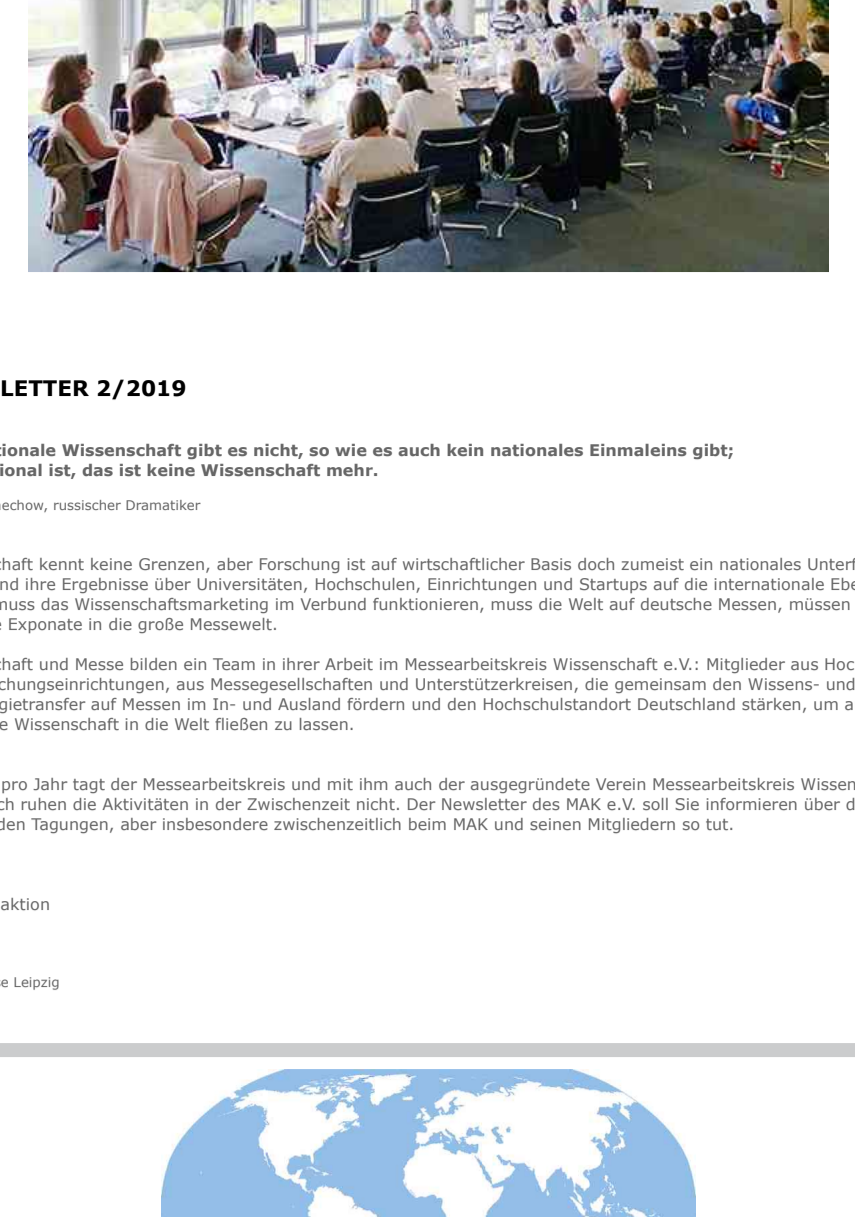 LETTER 2/2019
tionale Wissenschaft gibt es nicht, so wie es auch kein nationales Einmaleins gibt;
ional ist, das ist keine Wissenschaft mehr.
hechow, russischer Dramatiker
chaft kennt keine Grenzen, aber Forschung ist auf wirtschaftlicher Basis doch zumeist ein nationales Unterf
nd ihre Ergebnisse über Universitäten, Hochschulen, Einrichtungen und Startups auf die internationale Ebe
muss das Wissenschaftsmarketing im Verbund funktionieren, muss die Welt auf deutsche Messen, müssen
e Exponate in die große Messewelt.
chaft und Messe bilden ein Team in ihrer Arbeit im Messearbeitskreis Wissenschaft e.V.: Mitglieder aus Hoc
chungseinrichtungen, aus Messegesellschaften und Unterstützerkreisen, die gemeinsam den Wissens- und
gietransfer auf Messen im In- und Ausland fördern und den Hochschulstandort Deutschland stärken, um a
e Wissenschaft in die Welt fließen zu lassen.
pro Jahr tagt der Messearbeitskreis und mit ihm auch der ausgegründete Verein Messearbeitskreis Wissen
ch ruhen die Aktivitäten in der Zwischenzeit nicht. Der Newsletter des MAK e.V. soll Sie informieren über d
den Tagungen, aber insbesondere zwischenzeitlich beim MAK und seinen Mitgliedern so tut.
aktion
e Leipzig